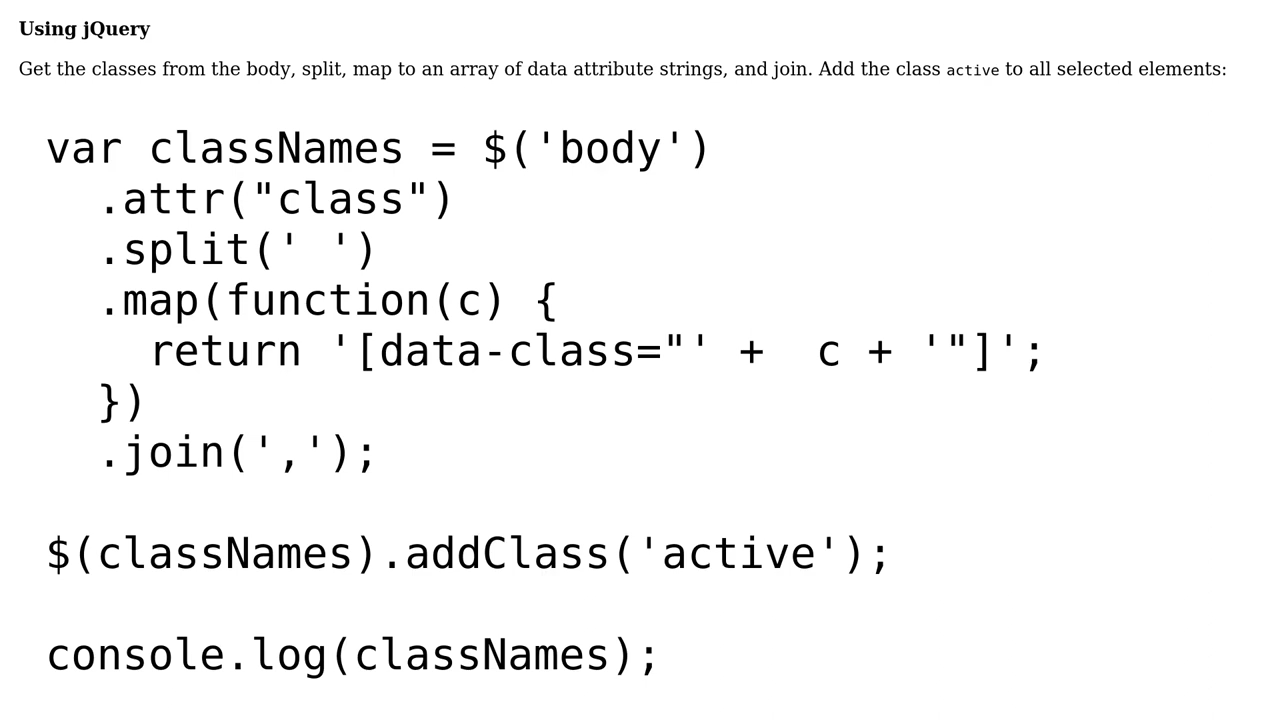 Using jQuery
Get the classes from the body, split, map to an array of data attribute strings, and join. Add the class active to all selected elements:
var classNames = $('body')
  .attr("class")
  .split(' ')
  .map(function(c) {
    return '[data-class="' +  c + '"]';
  })
  .join(',');
$(classNames).addClass('active');
console.log(classNames);